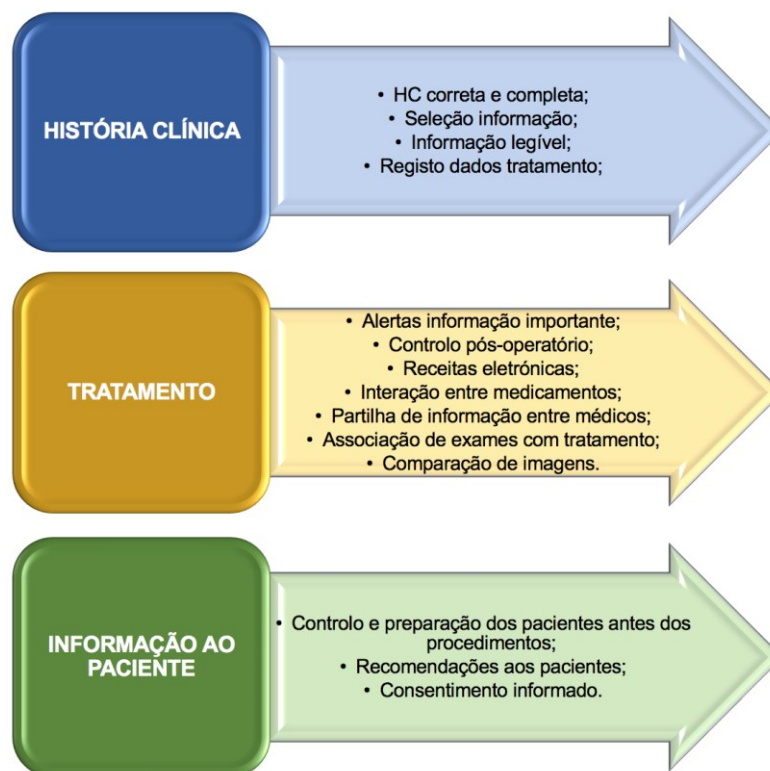 HISTÓRIA CLÍNICA
• HC correta e completa;
• Seleção informação;
• Informação legível;
• Registo dados tratamento;
TRATAMENTO
• Alertas informação importante;
• Controlo pós-operatório;
• Receitas eletrónicas;
• Interação entre medicamentos;
• Partilha de informação entre médicos;
• Associação de exames com tratamento;
• Comparação de imagens.
INFORMAÇÃO AO
PACIENTE
• Controlo e preparação dos pacientes antes dos
procedimentos;
• Recomendações aos pacientes;
• Consentimento informado.